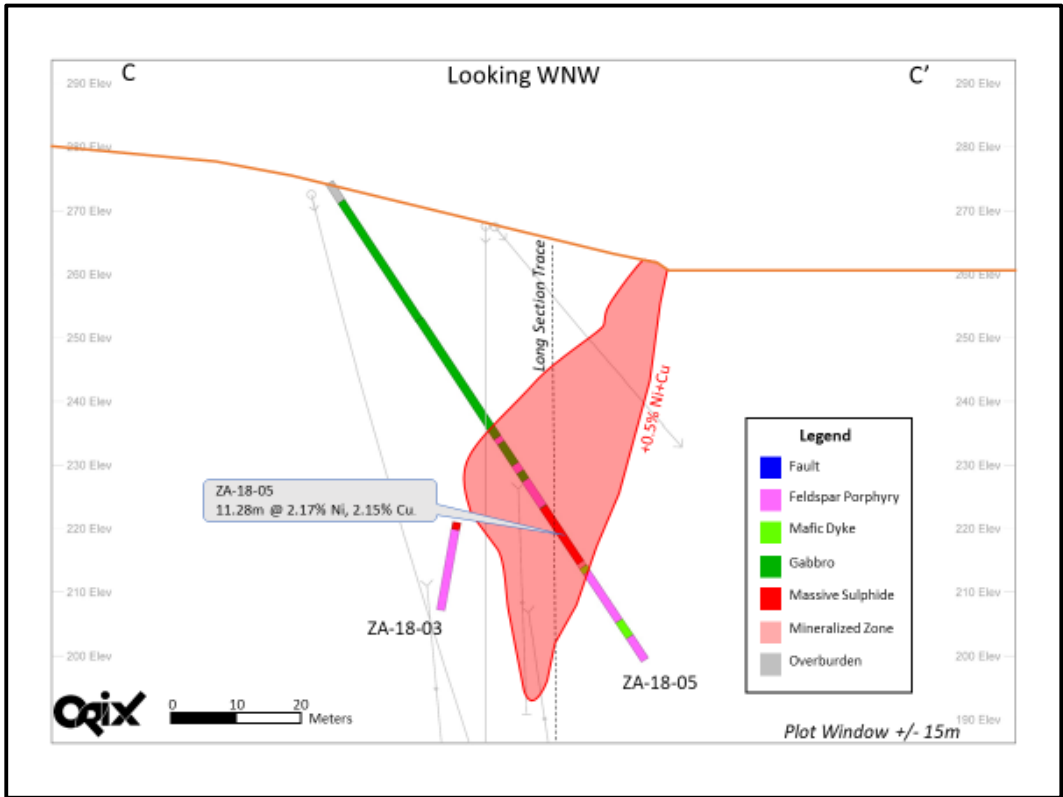 C
Looking WNW
C’
290 Elev
290 Elev
280 Elev
280 Elev
270 Elev
270 Elev
260 Elev
260 Elev
250 Elev
250 Elev
240 Elev
240 Elev
230 Elev
230 Elev
220 Elev
220 Elev
210 Elev
210 Elev
200 Elev
200 Elev
190 Elev
Long Section Trace
+0.5% Ni+Cu
ZA-18-05
11.28m @ 2.17% Ni, 2.15% Cu.
ZA-18-03
ZA-18-05
Legend
Fault
Feldspar Porphyry
Mafic Dyke
Gabbro
Massive Sulphide
Mineralized Zone
Overburden
Orix
0 10 20
Meters
Plot Window +/- 15m